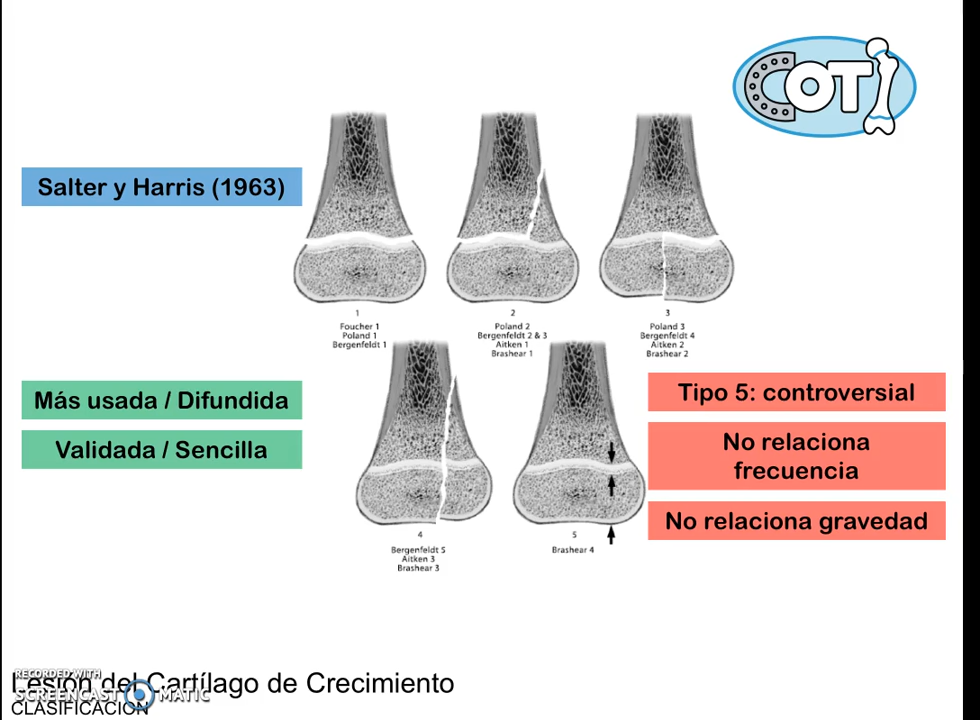 COT
Salter y Harris (1963)
1
Foucher 1
Poland 1
Bergenfeldt 1
2
Poland 2
Bergenfeldt 2 & 3
Aitken 1
Brashear 1
3
Poland 3
Bergenfeldt 4
Aitken 2
Brashear 2
Más usada / Difundida
Validada / Sencilla
4
Bergenfeldt 5
Aitken 3
Brashear 3
5
Brashear 4
Tipo 5: controversial
No relaciona
frecuencia
No relaciona gravedad
Lesión del Cartílago de Crecimiento
CLASIFICACIÓN
RECORDED WITH
SCREENCAST MATIC